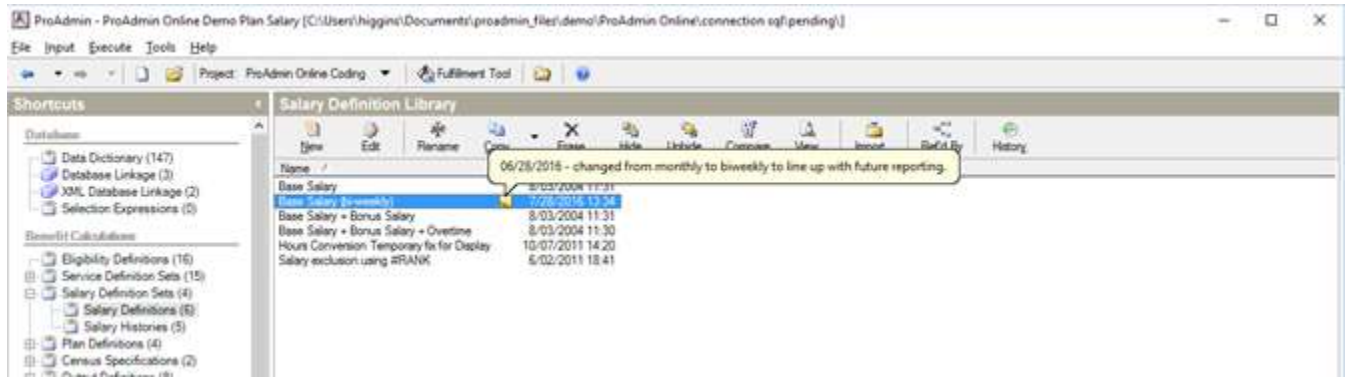 ProAdmin - ProAdmin Online Demo Plan Salary [C:\Users\higgins\Documents\proadmin_files\demo\ProAdmin Online\connection sql\pending\]
File Input Execute Tools Help
Project: ProAdmin Online Coding Fulfillment Tool
Shortcuts
Salary Definition Library
Database
Data Dictionary (147)
Database Linkage (3)
XML Database Linkage (2)
Selection Expressions (0)
Benefit Calculations
Eligibility Definitions (16)
Service Definition Sets (15)
Salary Definition Sets (4)
Salary Definitions (6)
Salary Histories (5)
Plan Definitions (4)
Census Specifications (2)
Output Definitions (8)
New Edit Rename Copy Erase Hide Unhide Compare View Import Ref'd By History
06/28/2016 - changed from monthly to biweekly to line up with future reporting.
Name
Base Salary 8/03/2004 11:31
Base Salary (bi-weekly) 7/28/2016 13:34
Base Salary + Bonus Salary 8/03/2004 11:31
Base Salary + Bonus Salary + Overtime 8/03/2004 11:30
Hours Conversion Temporary fix for Display 10/07/2011 14:20
Salary exclusion using #RANK 6/02/2011 18:41